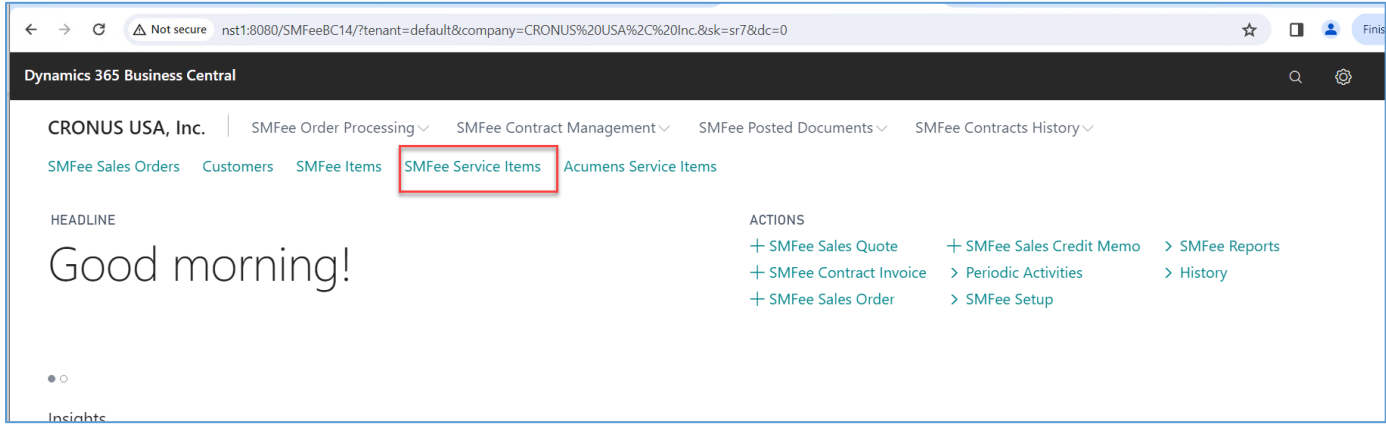 Not secure nst1:8080/SMFeeBC14/?tenant=default&company=CRONUS%20USA%2C%20Inc.&sk=sr7&dc=0 Finis
Dynamics 365 Business Central
CRONUS USA, Inc. SMFee Order Processing SMFee Contract Management SMFee Posted Documents SMFee Contracts History
SMFee Sales Orders Customers SMFee Items SMFee Service Items Acumens Service Items
HEADLINE
Good morning!
ACTIONS
+ SMFee Sales Quote + SMFee Sales Credit Memo > SMFee Reports
+ SMFee Contract Invoice > Periodic Activities > History
+ SMFee Sales Order > SMFee Setup
Insights